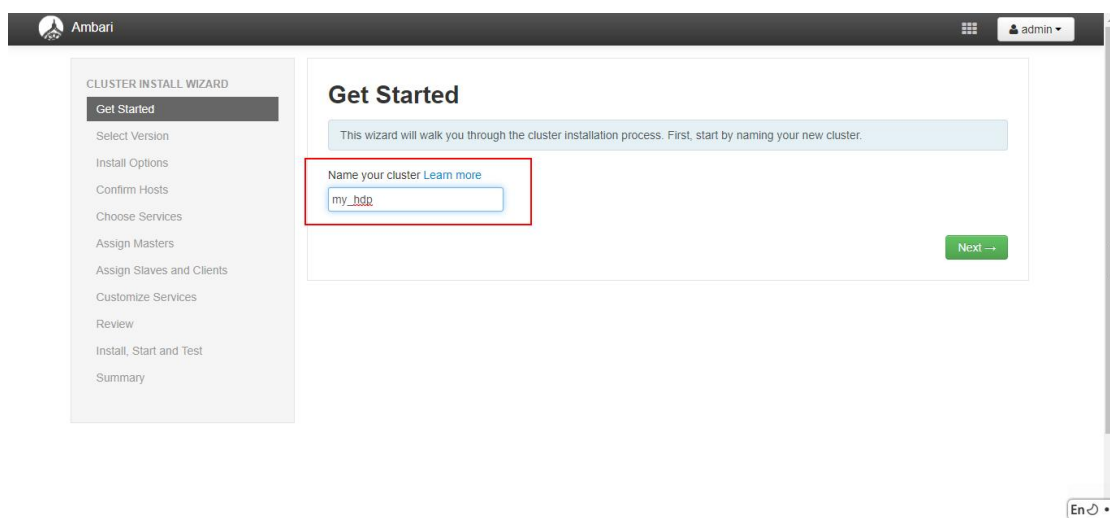 Ambari
admin
CLUSTER INSTALL WIZARD
Get Started
Select Version
Install Options
Confirm Hosts
Choose Services
Assign Masters
Assign Slaves and Clients
Customize Services
Review
Install, Start and Test
Summary
Get Started
This wizard will walk you through the cluster installation process. First, start by naming your new cluster.
Name your cluster Learn more
my_hdp
Next →
En